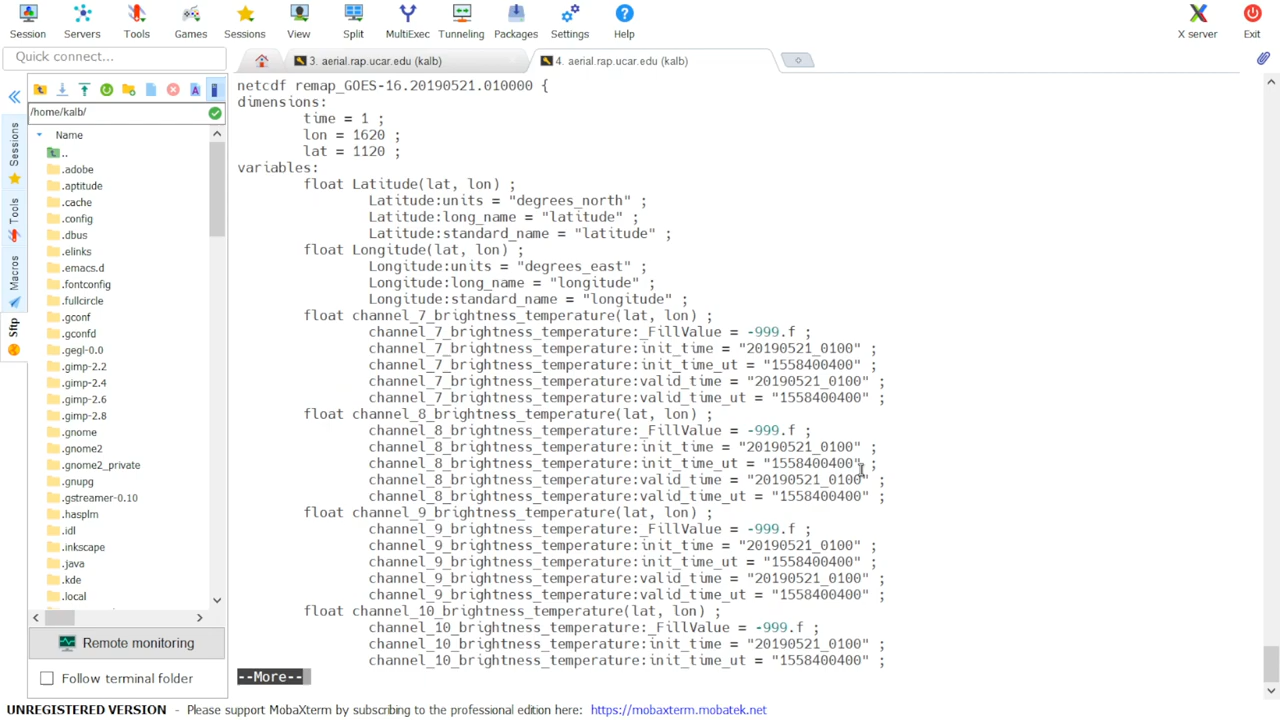 Session
Servers
Tools
Games
Sessions
View
Split
MultiExec
Tunneling
Packages
Settings
Help
X server
Exit
Quick connect...
3. aerial.rap.ucar.edu (kalb)
4. aerial.rap.ucar.edu (kalb)
/home/kalb/
Name
..
.adobe
.aptitude
.cache
.config
.dbus
.elinks
.emacs.d
.fontconfig
.fullcircle
.gconf
.gconfd
.gegl-0.0
.gimp-2.2
.gimp-2.4
.gimp-2.6
.gimp-2.8
.gnome
.gnome2
.gnome2_private
.gnupg
.gstreamer-0.10
.hasplm
.idl
.inkscape
.java
.kde
.local
Sessions
Tools
Macros
Sftp
Remote monitoring
Follow terminal folder
netcdf remap_GOES-16.20190521.010000 {
dimensions:
time = 1 ;
lon = 1620 ;
lat = 1120 ;
variables:
float Latitude(lat, lon) ;
Latitude:units = "degrees_north" ;
Latitude:long_name = "latitude" ;
Latitude:standard_name = "latitude" ;
float Longitude(lat, lon) ;
Longitude:units = "degrees_east" ;
Longitude:long_name = "longitude" ;
Longitude:standard_name = "longitude" ;
float channel_7_brightness_temperature(lat, lon) ;
channel_7_brightness_temperature:_FillValue = -999.f ;
channel_7_brightness_temperature:init_time = "20190521_0100" ;
channel_7_brightness_temperature:init_time_ut = "1558400400" ;
channel_7_brightness_temperature:valid_time = "20190521_0100" ;
channel_7_brightness_temperature:valid_time_ut = "1558400400" ;
float channel_8_brightness_temperature(lat, lon) ;
channel_8_brightness_temperature:_FillValue = -999.f ;
channel_8_brightness_temperature:init_time = "20190521_0100" ;
channel_8_brightness_temperature:init_time_ut = "1558400400" ;
channel_8_brightness_temperature:valid_time = "20190521_0100" ;
channel_8_brightness_temperature:valid_time_ut = "1558400400" ;
float channel_9_brightness_temperature(lat, lon) ;
channel_9_brightness_temperature:_FillValue = -999.f ;
channel_9_brightness_temperature:init_time = "20190521_0100" ;
channel_9_brightness_temperature:init_time_ut = "1558400400" ;
channel_9_brightness_temperature:valid_time = "20190521_0100" ;
channel_9_brightness_temperature:valid_time_ut = "1558400400" ;
float channel_10_brightness_temperature(lat, lon) ;
channel_10_brightness_temperature:_FillValue = -999.f ;
channel_10_brightness_temperature:init_time = "20190521_0100" ;
channel_10_brightness_temperature:init_time_ut = "1558400400" ;
--More--
UNREGISTERED VERSION - Please support MobaXterm by subscribing to the professional edition here: https://mobaxterm.mobatek.net